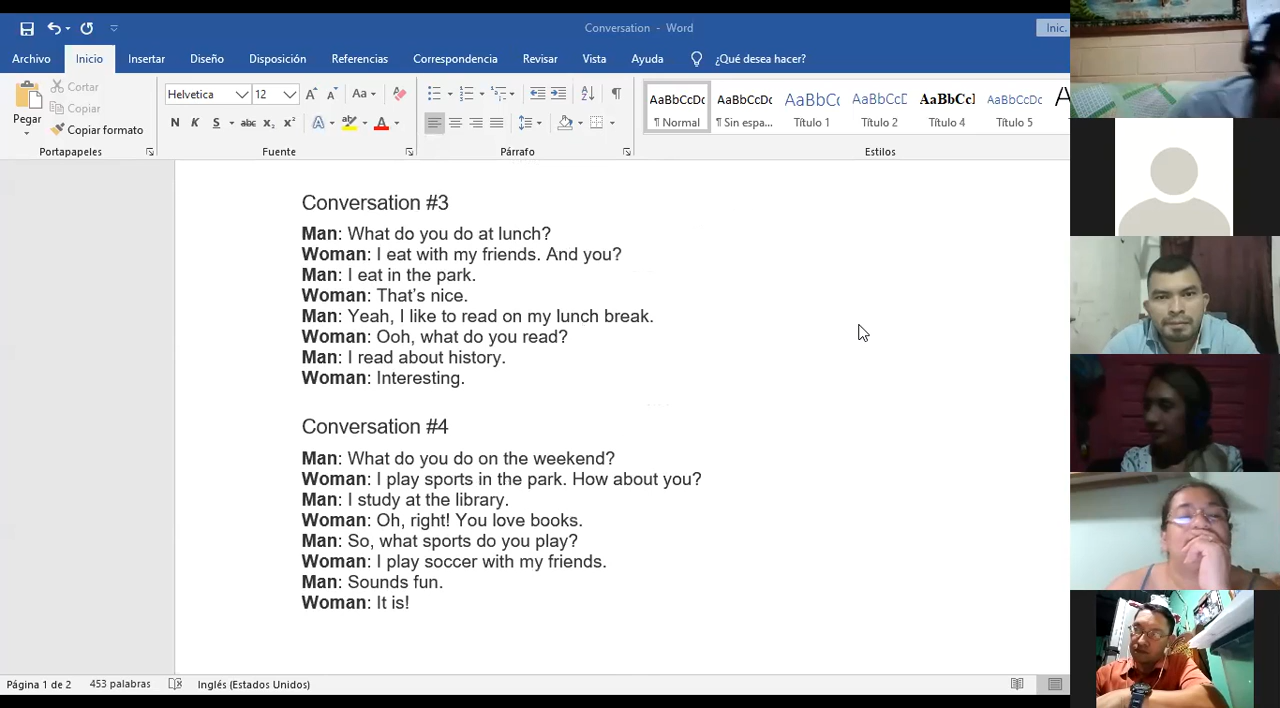 Conversation - Word
Inic.
Archivo Inicio Insertar Diseño Disposición Referencias Correspondencia Revisar Vista Ayuda ¿Qué desea hacer?
Pegar
Cortar
Copiar
Copiar formato
Portapapeles
Helvetica 12
Aa
N K S abc x₂ x²
Fuente
Párrafo
AaBbCcDc AaBbCcDc AaBbC AaBbCcD AaBbCcI AaBbCcDc
¶ Normal ¶ Sin espa... Título 1 Título 2 Título 4 Título 5
Estilos
Conversation #3
Man: What do you do at lunch?
Woman: I eat with my friends. And you?
Man: I eat in the park.
Woman: That's nice.
Man: Yeah, I like to read on my lunch break.
Woman: Ooh, what do you read?
Man: I read about history.
Woman: Interesting.
Conversation #4
Man: What do you do on the weekend?
Woman: I play sports in the park. How about you?
Man: I study at the library.
Woman: Oh, right! You love books.
Man: So, what sports do you play?
Woman: I play soccer with my friends.
Man: Sounds fun.
Woman: It is!
Página 1 de 2 453 palabras Inglés (Estados Unidos)